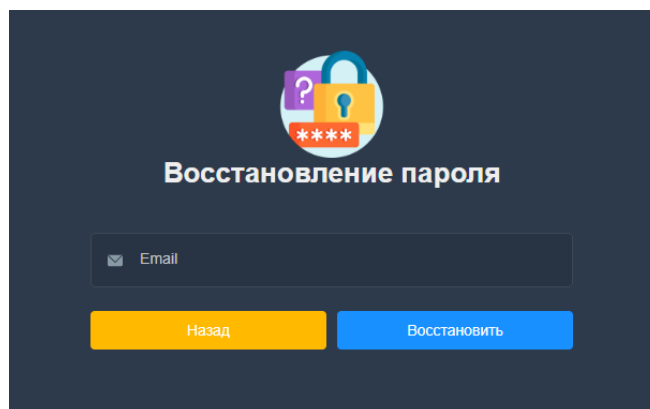 ?
****
Восстановление пароля
Email
Назад
Восстановить